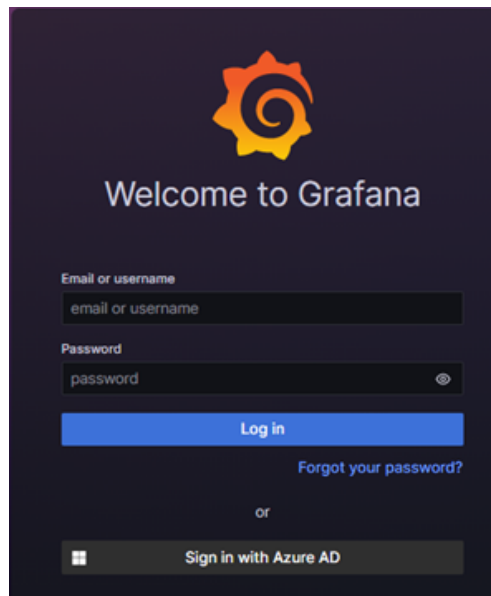 Welcome to Grafana
Email or username
email or username
Password
password
Log in
Forgot your password?
or
Sign in with Azure AD